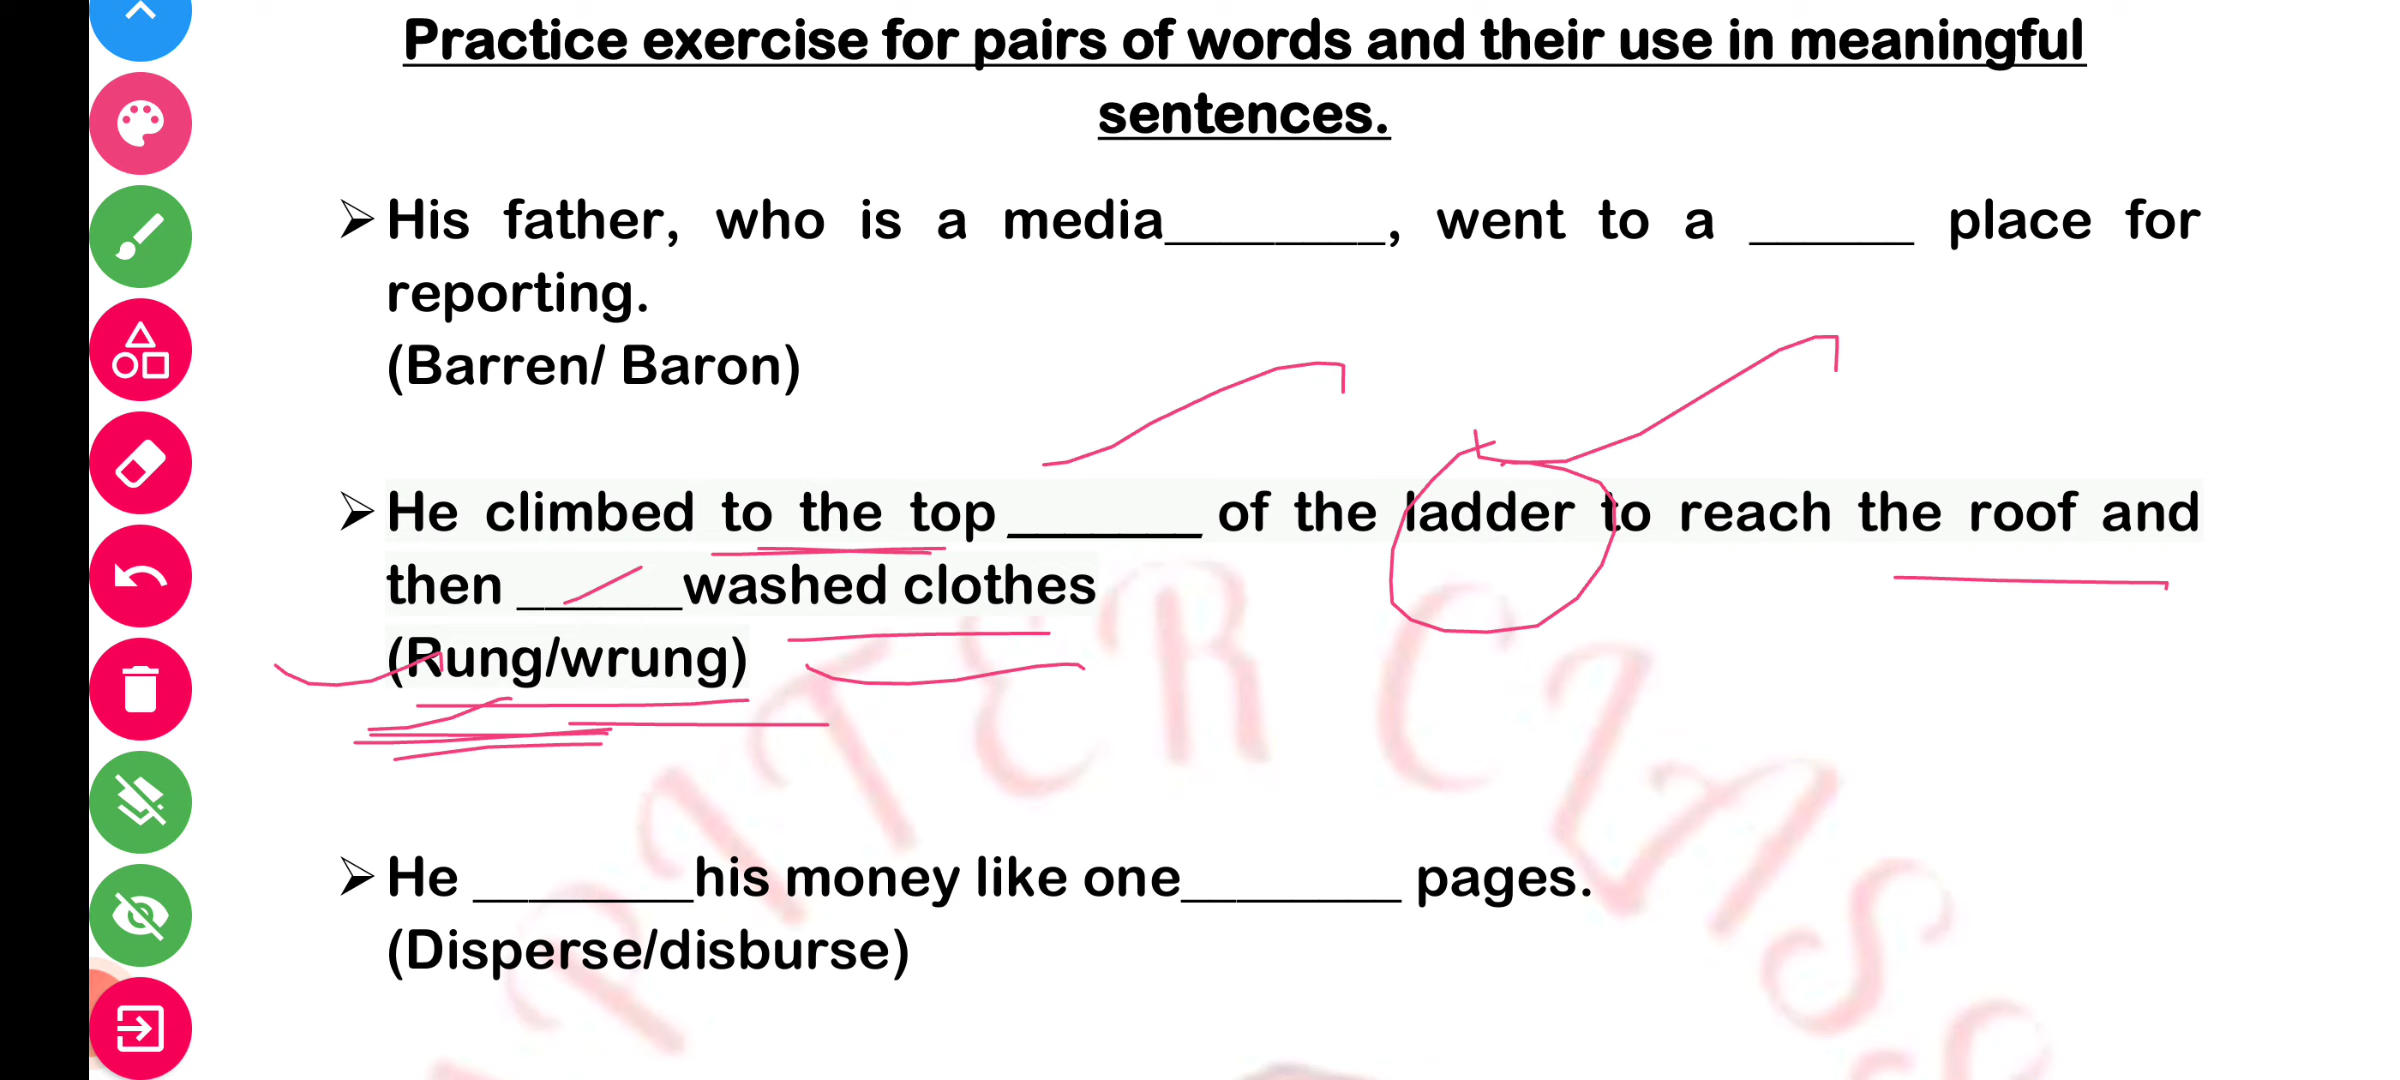 Practice exercise for pairs of words and their use in meaningful
sentences.
➢ His father, who is a media________, went to a ______ place for
reporting.
(Barren/ Baron)
➢ He climbed to the top _______ of the ladder to reach the roof and
then ______washed clothes
(Rung/wrung)
➢ He ________his money like one________ pages.
(Disperse/disburse)